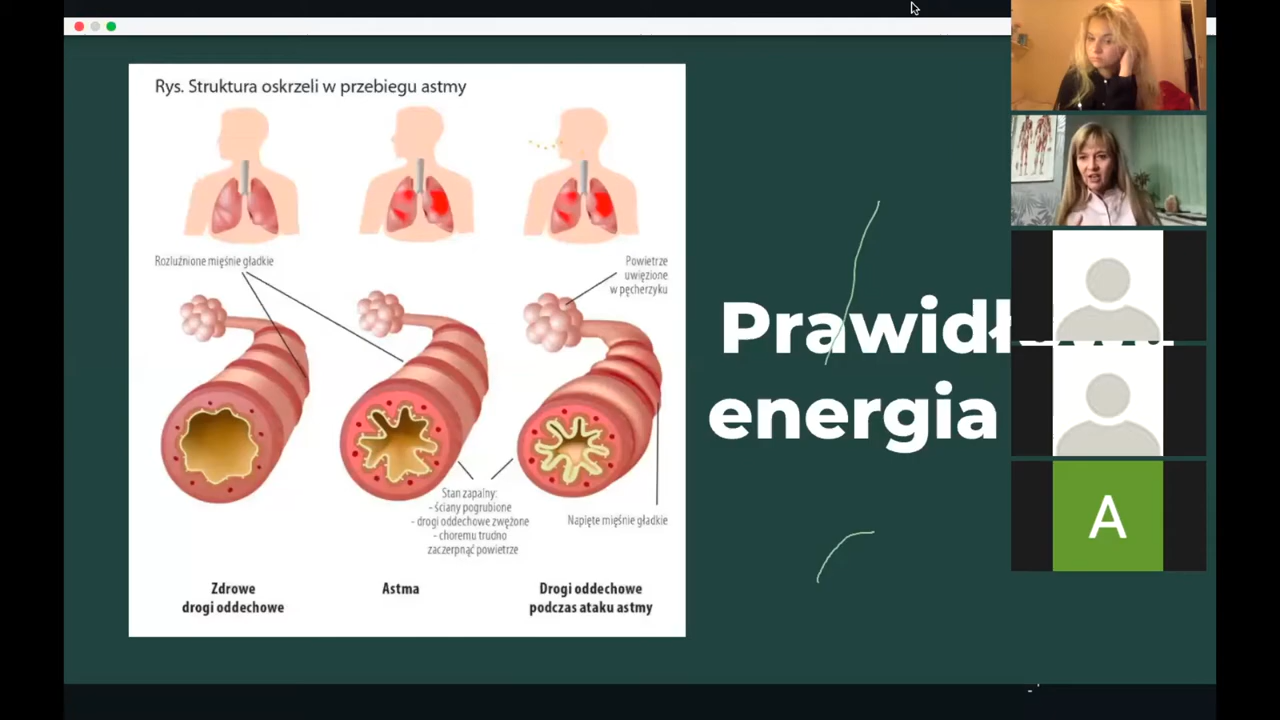 Rys. Struktura oskrzeli w przebiegu astmy
Rozluźnione mięśnie gładkie
Powietrze
uwięzione
w pęcherzyku
Stan zapalny:
- ściany pogrubione
- drogi oddechowe zwężone
- choremu trudno
zaczerpnąć powietrze
Napięte mięśnie gładkie
Zdrowe
drogi oddechowe
Astma
Drogi oddechowe
podczas ataku astmy
energia
A